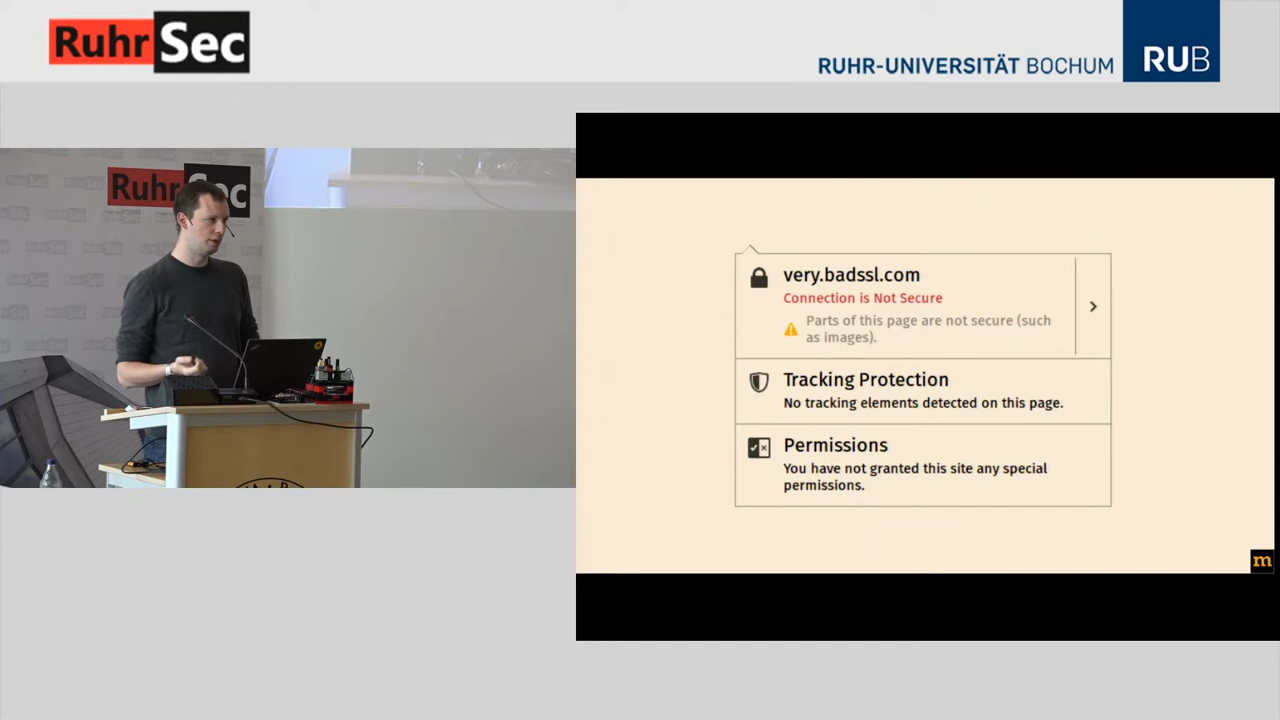 RuhrSec
RUHR-UNIVERSITÄT BOCHUM
RUB
RuhrSec
very.badssl.com
Connection is Not Secure
Parts of this page are not secure (such
as images).
Tracking Protection
No tracking elements detected on this page.
Permissions
You have not granted this site any special
permissions.
m